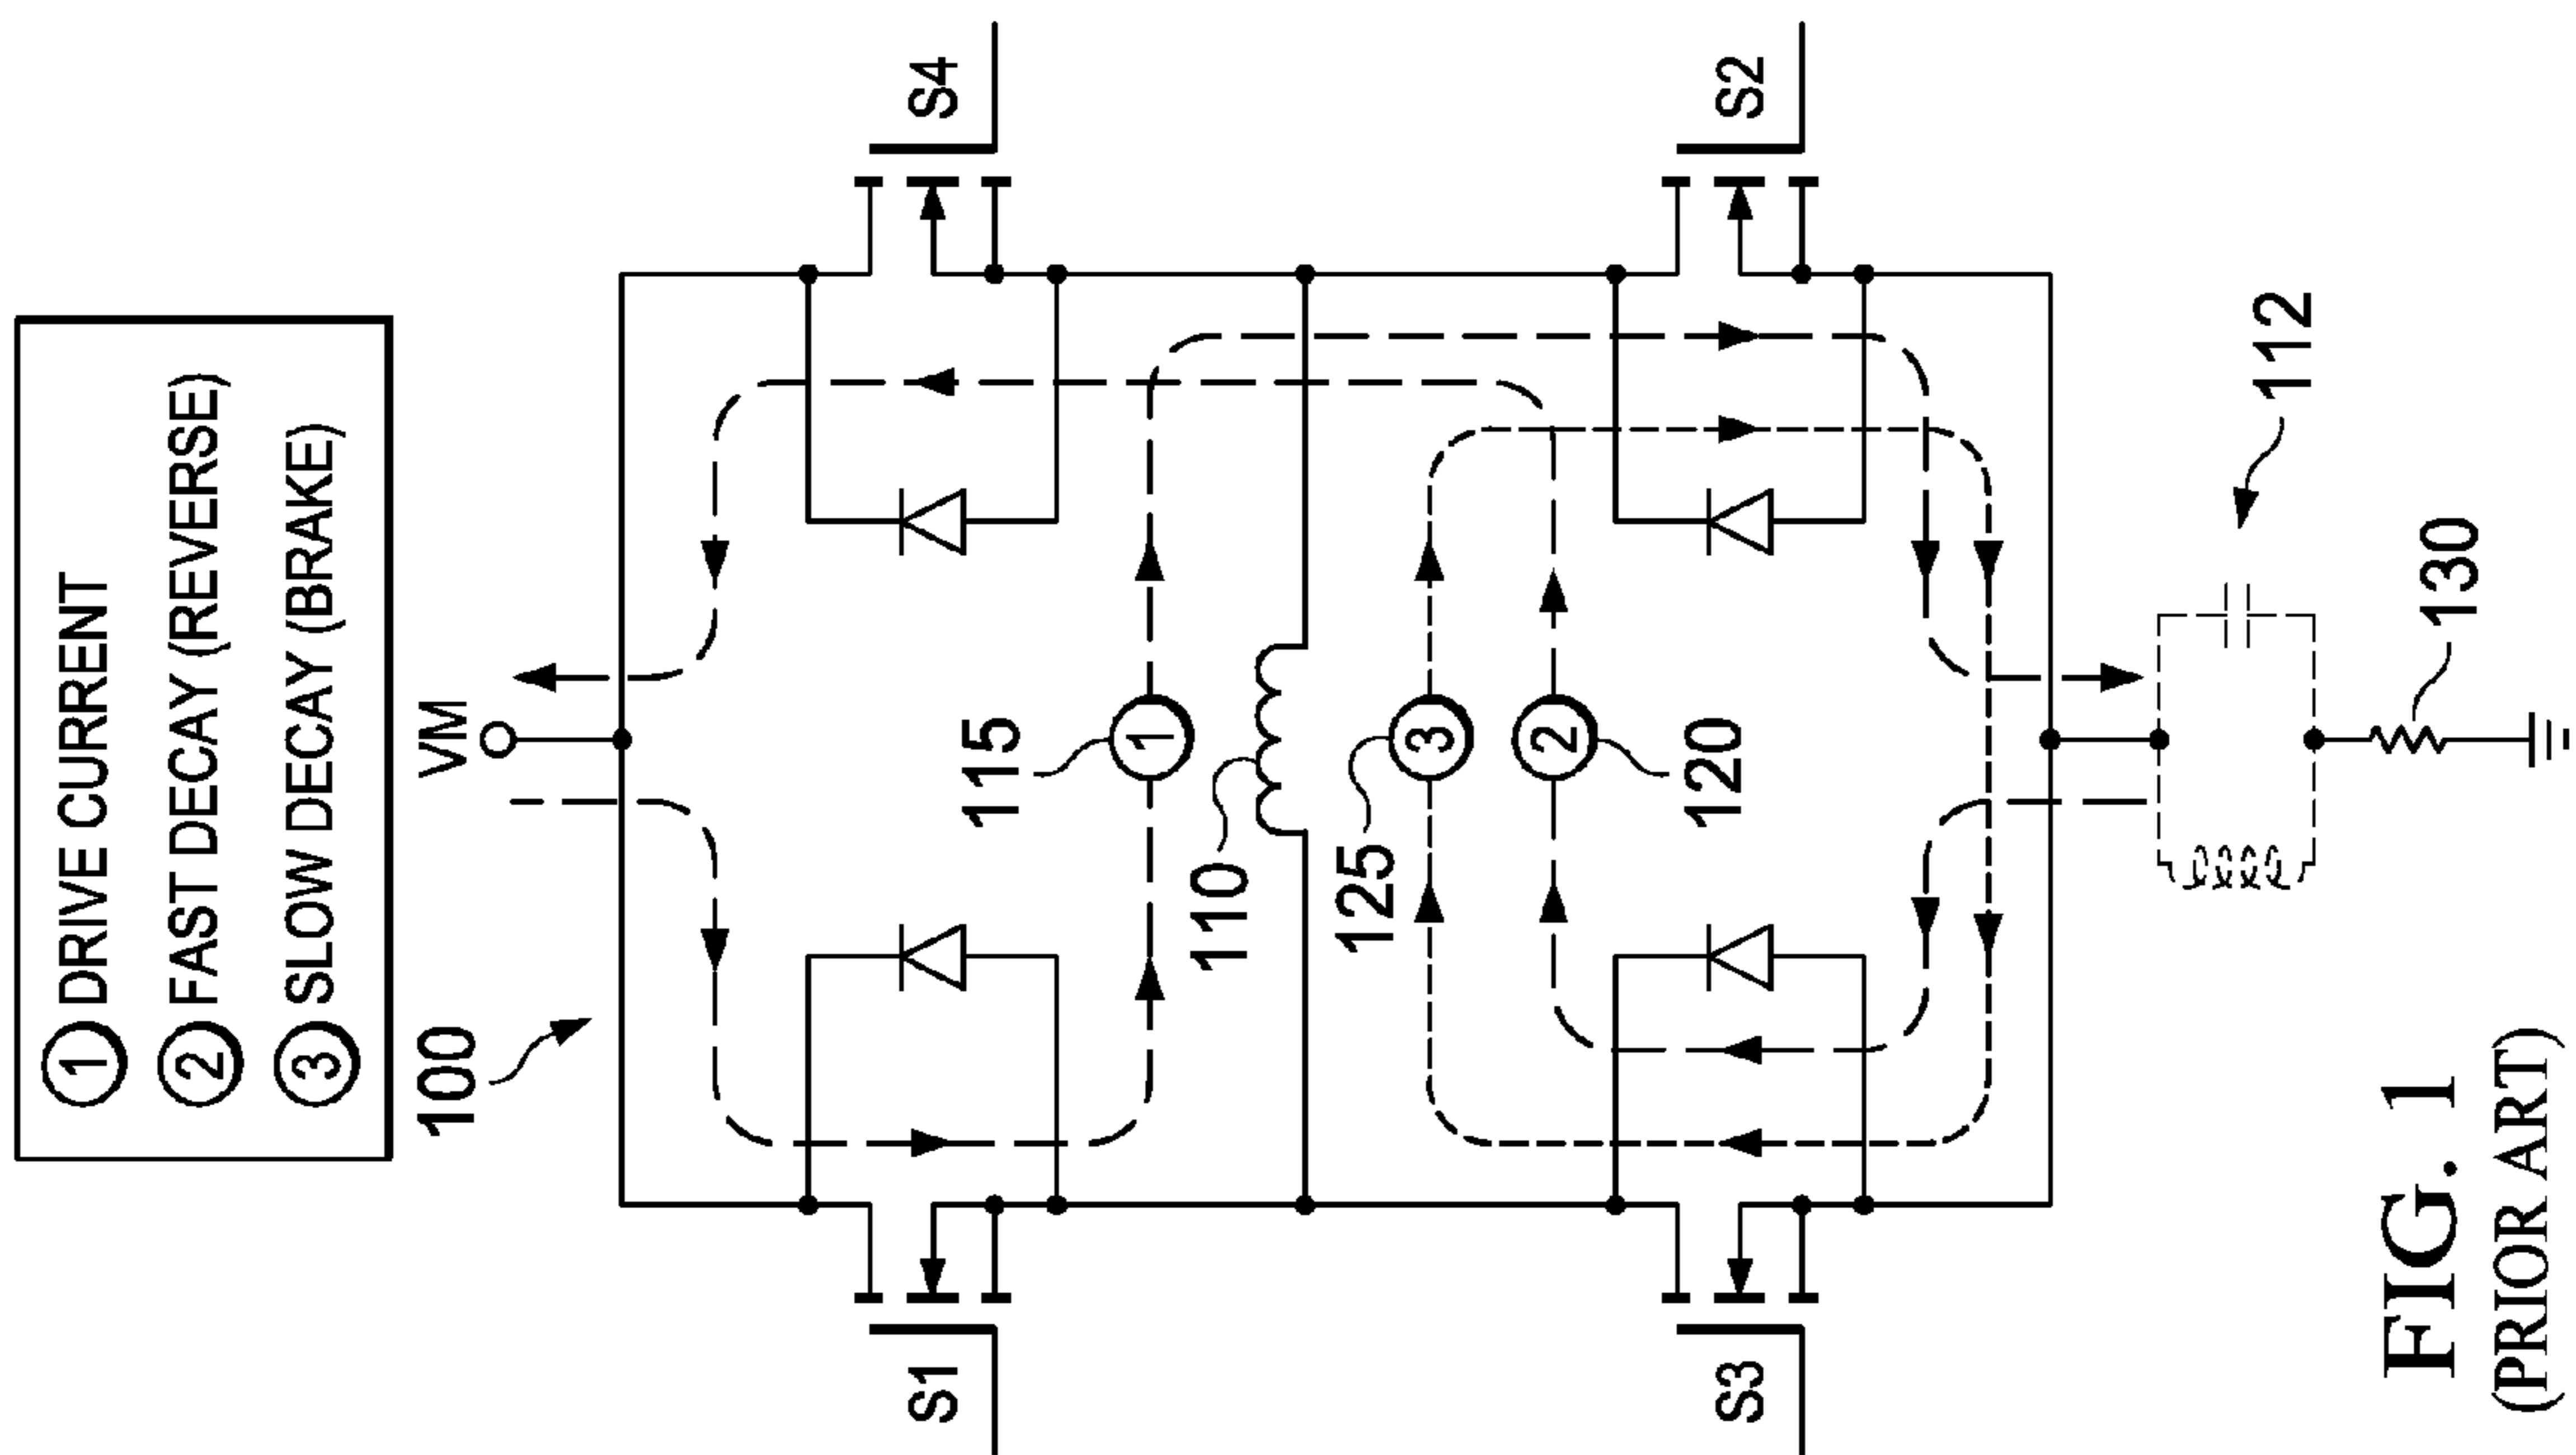 ① DRIVE CURRENT
② FAST DECAY (REVERSE)
③ SLOW DECAY (BRAKE)
100
VM
S1
S4
115
1
110
125
3
2
120
S3
S2
112
130
FIG. 1
(PRIOR ART)